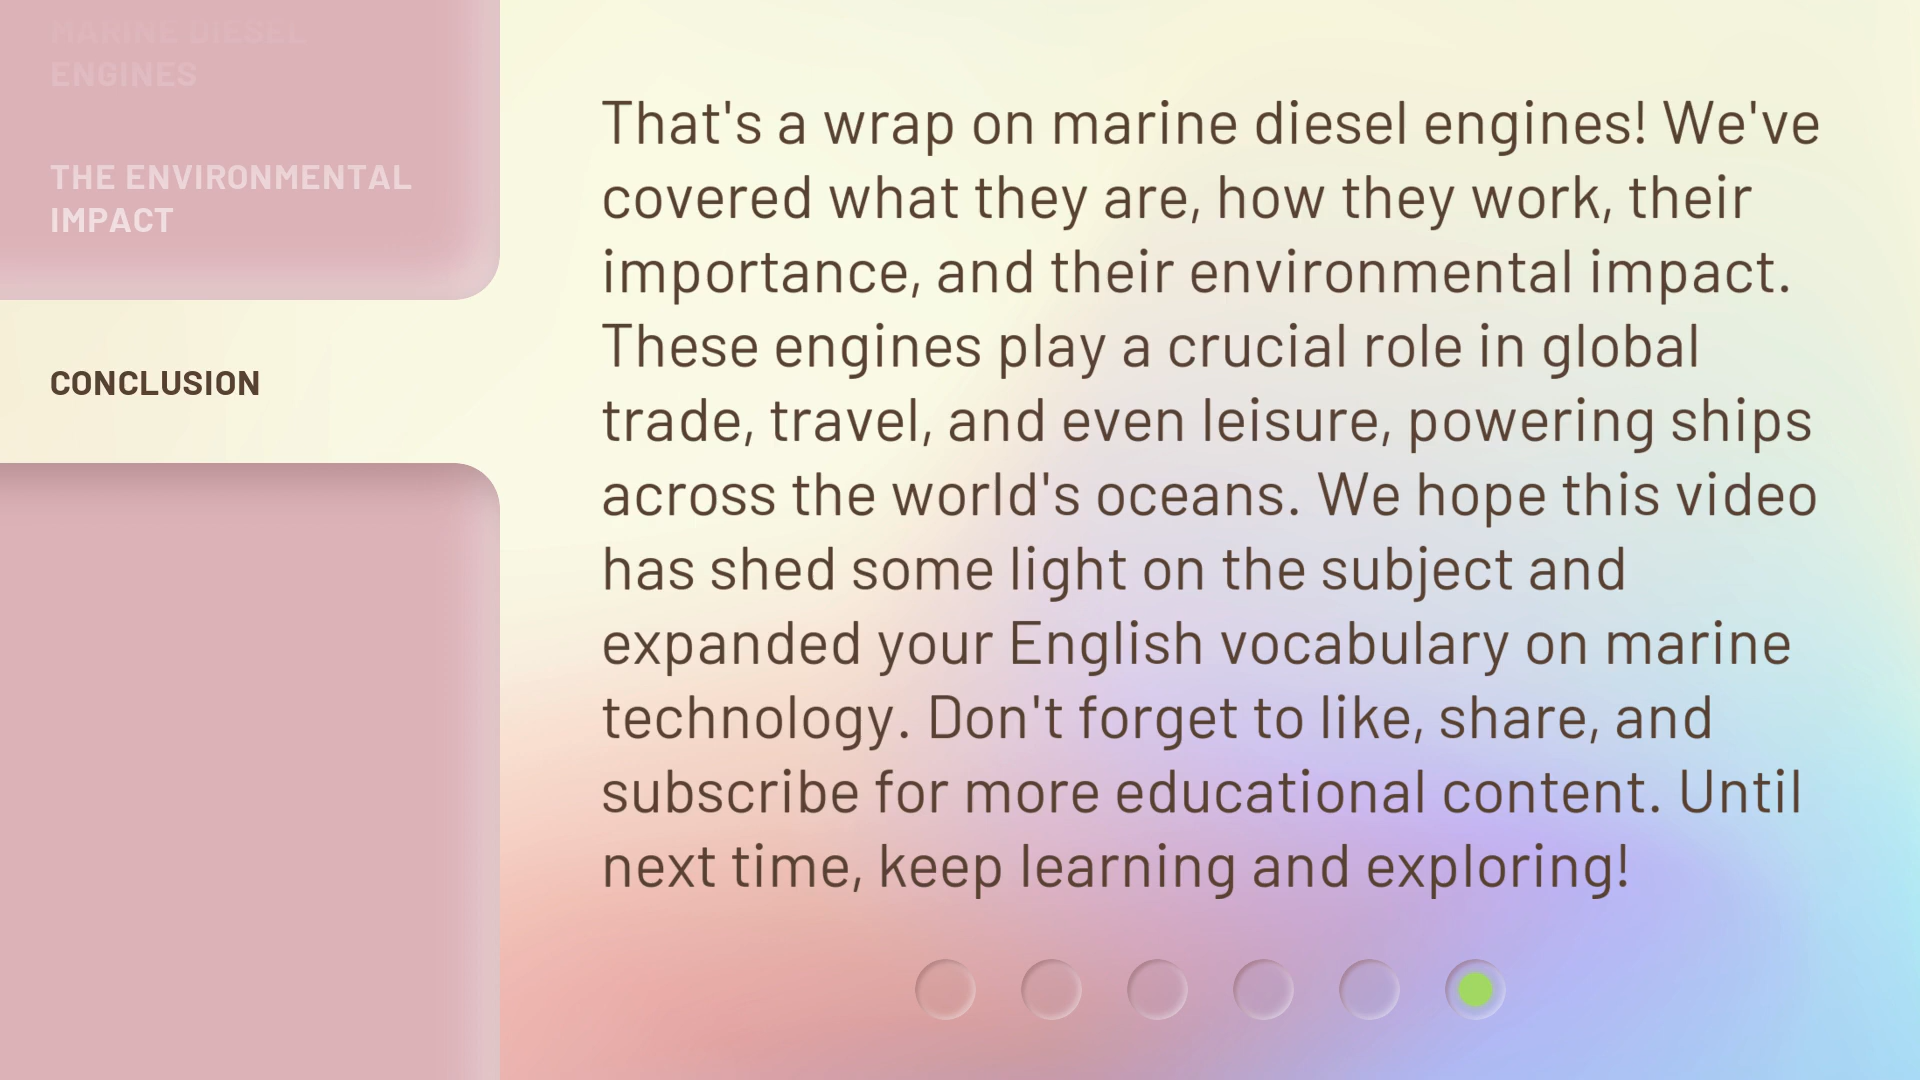 MARINE DIESEL
ENGINES
THE ENVIRONMENTAL
IMPACT
CONCLUSION
That's a wrap on marine diesel engines! We've
covered what they are, how they work, their
importance, and their environmental impact.
These engines play a crucial role in global
trade, travel, and even leisure, powering ships
across the world's oceans. We hope this video
has shed some light on the subject and
expanded your English vocabulary on marine
technology. Don't forget to like, share, and
subscribe for more educational content. Until
next time, keep learning and exploring!